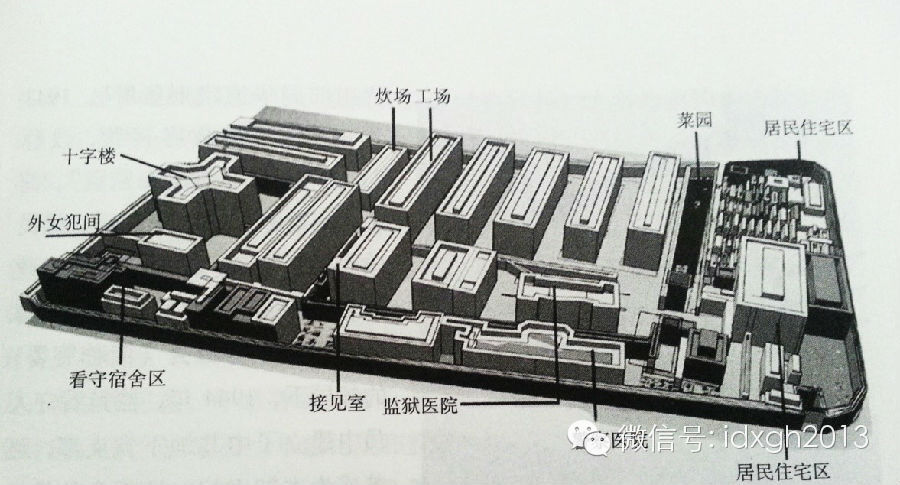 炊场 工场
菜园
居民住宅区
十字楼
外女犯间
看守宿舍区
接见室
监狱医院
微信号: idxgh2013
居民住宅区